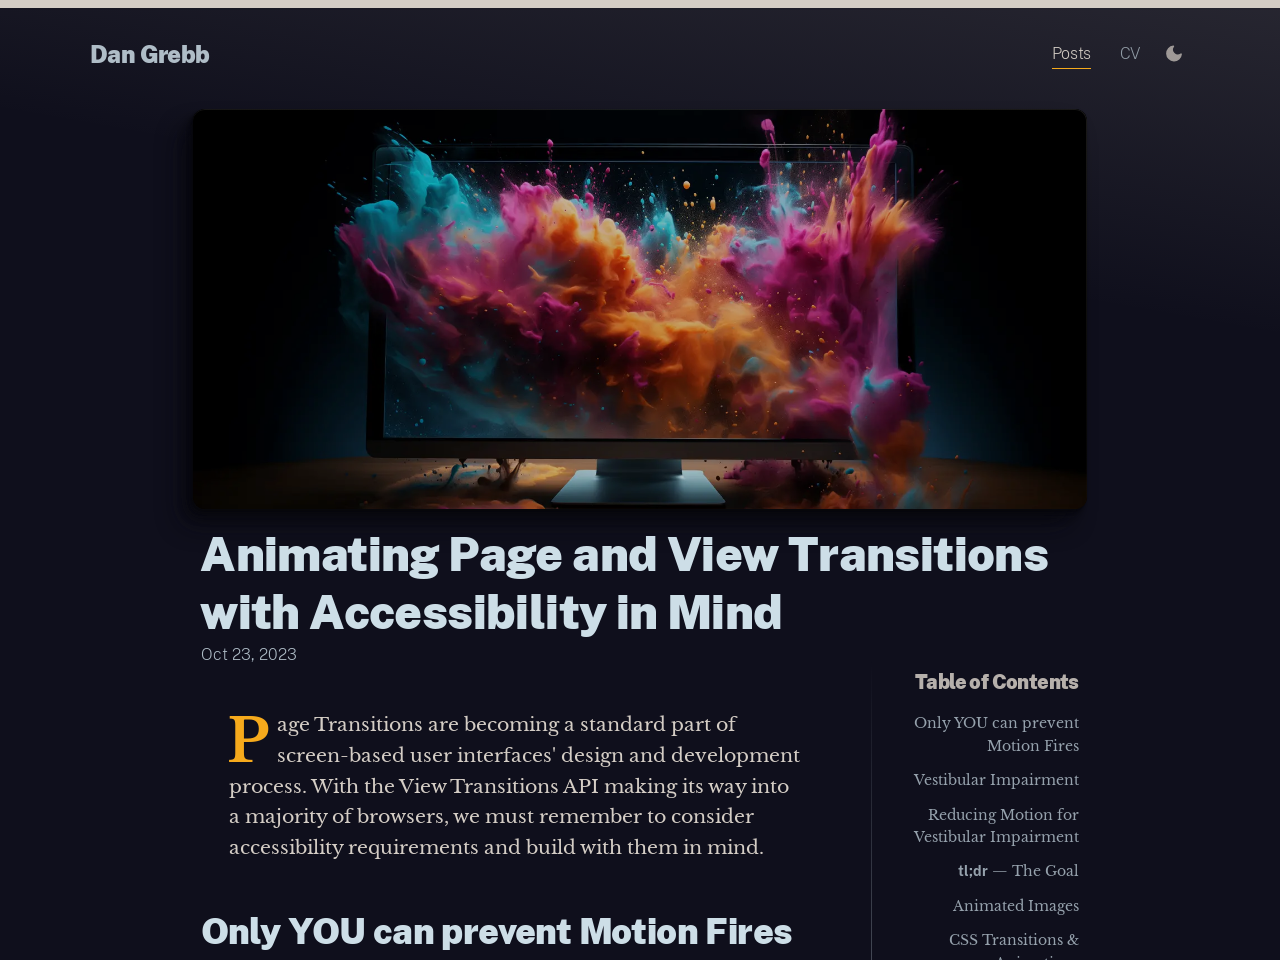 Dan Grebb
Posts
CV
Animating Page and View Transitions
with Accessibility in Mind
Oct 23, 2023
Page Transitions are becoming a standard part of
screen-based user interfaces' design and development
process. With the View Transitions API making its way into
a majority of browsers, we must remember to consider
accessibility requirements and build with them in mind.
Only YOU can prevent Motion Fires
Table of Contents
Only YOU can prevent
Motion Fires
Vestibular Impairment
Reducing Motion for
Vestibular Impairment
tl;dr — The Goal
Animated Images
CSS Transitions &